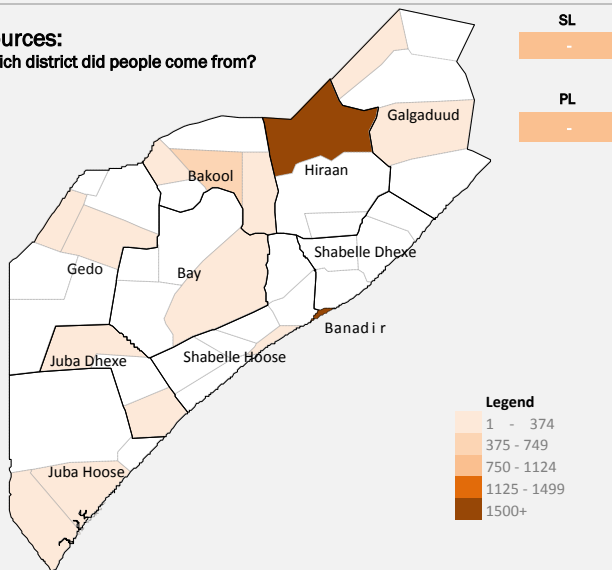 urces:
ich district did people come from?
SL
-
PL
-
Galgaduud
Bakool
Hiraan
Shabelle Dhexe
Gedo
Bay
Banadir
Juba Dhexe
Shabelle Hoose
Juba Hoose
Legend
1 - 374
375 - 749
750 - 1124
1125 - 1499
1500+